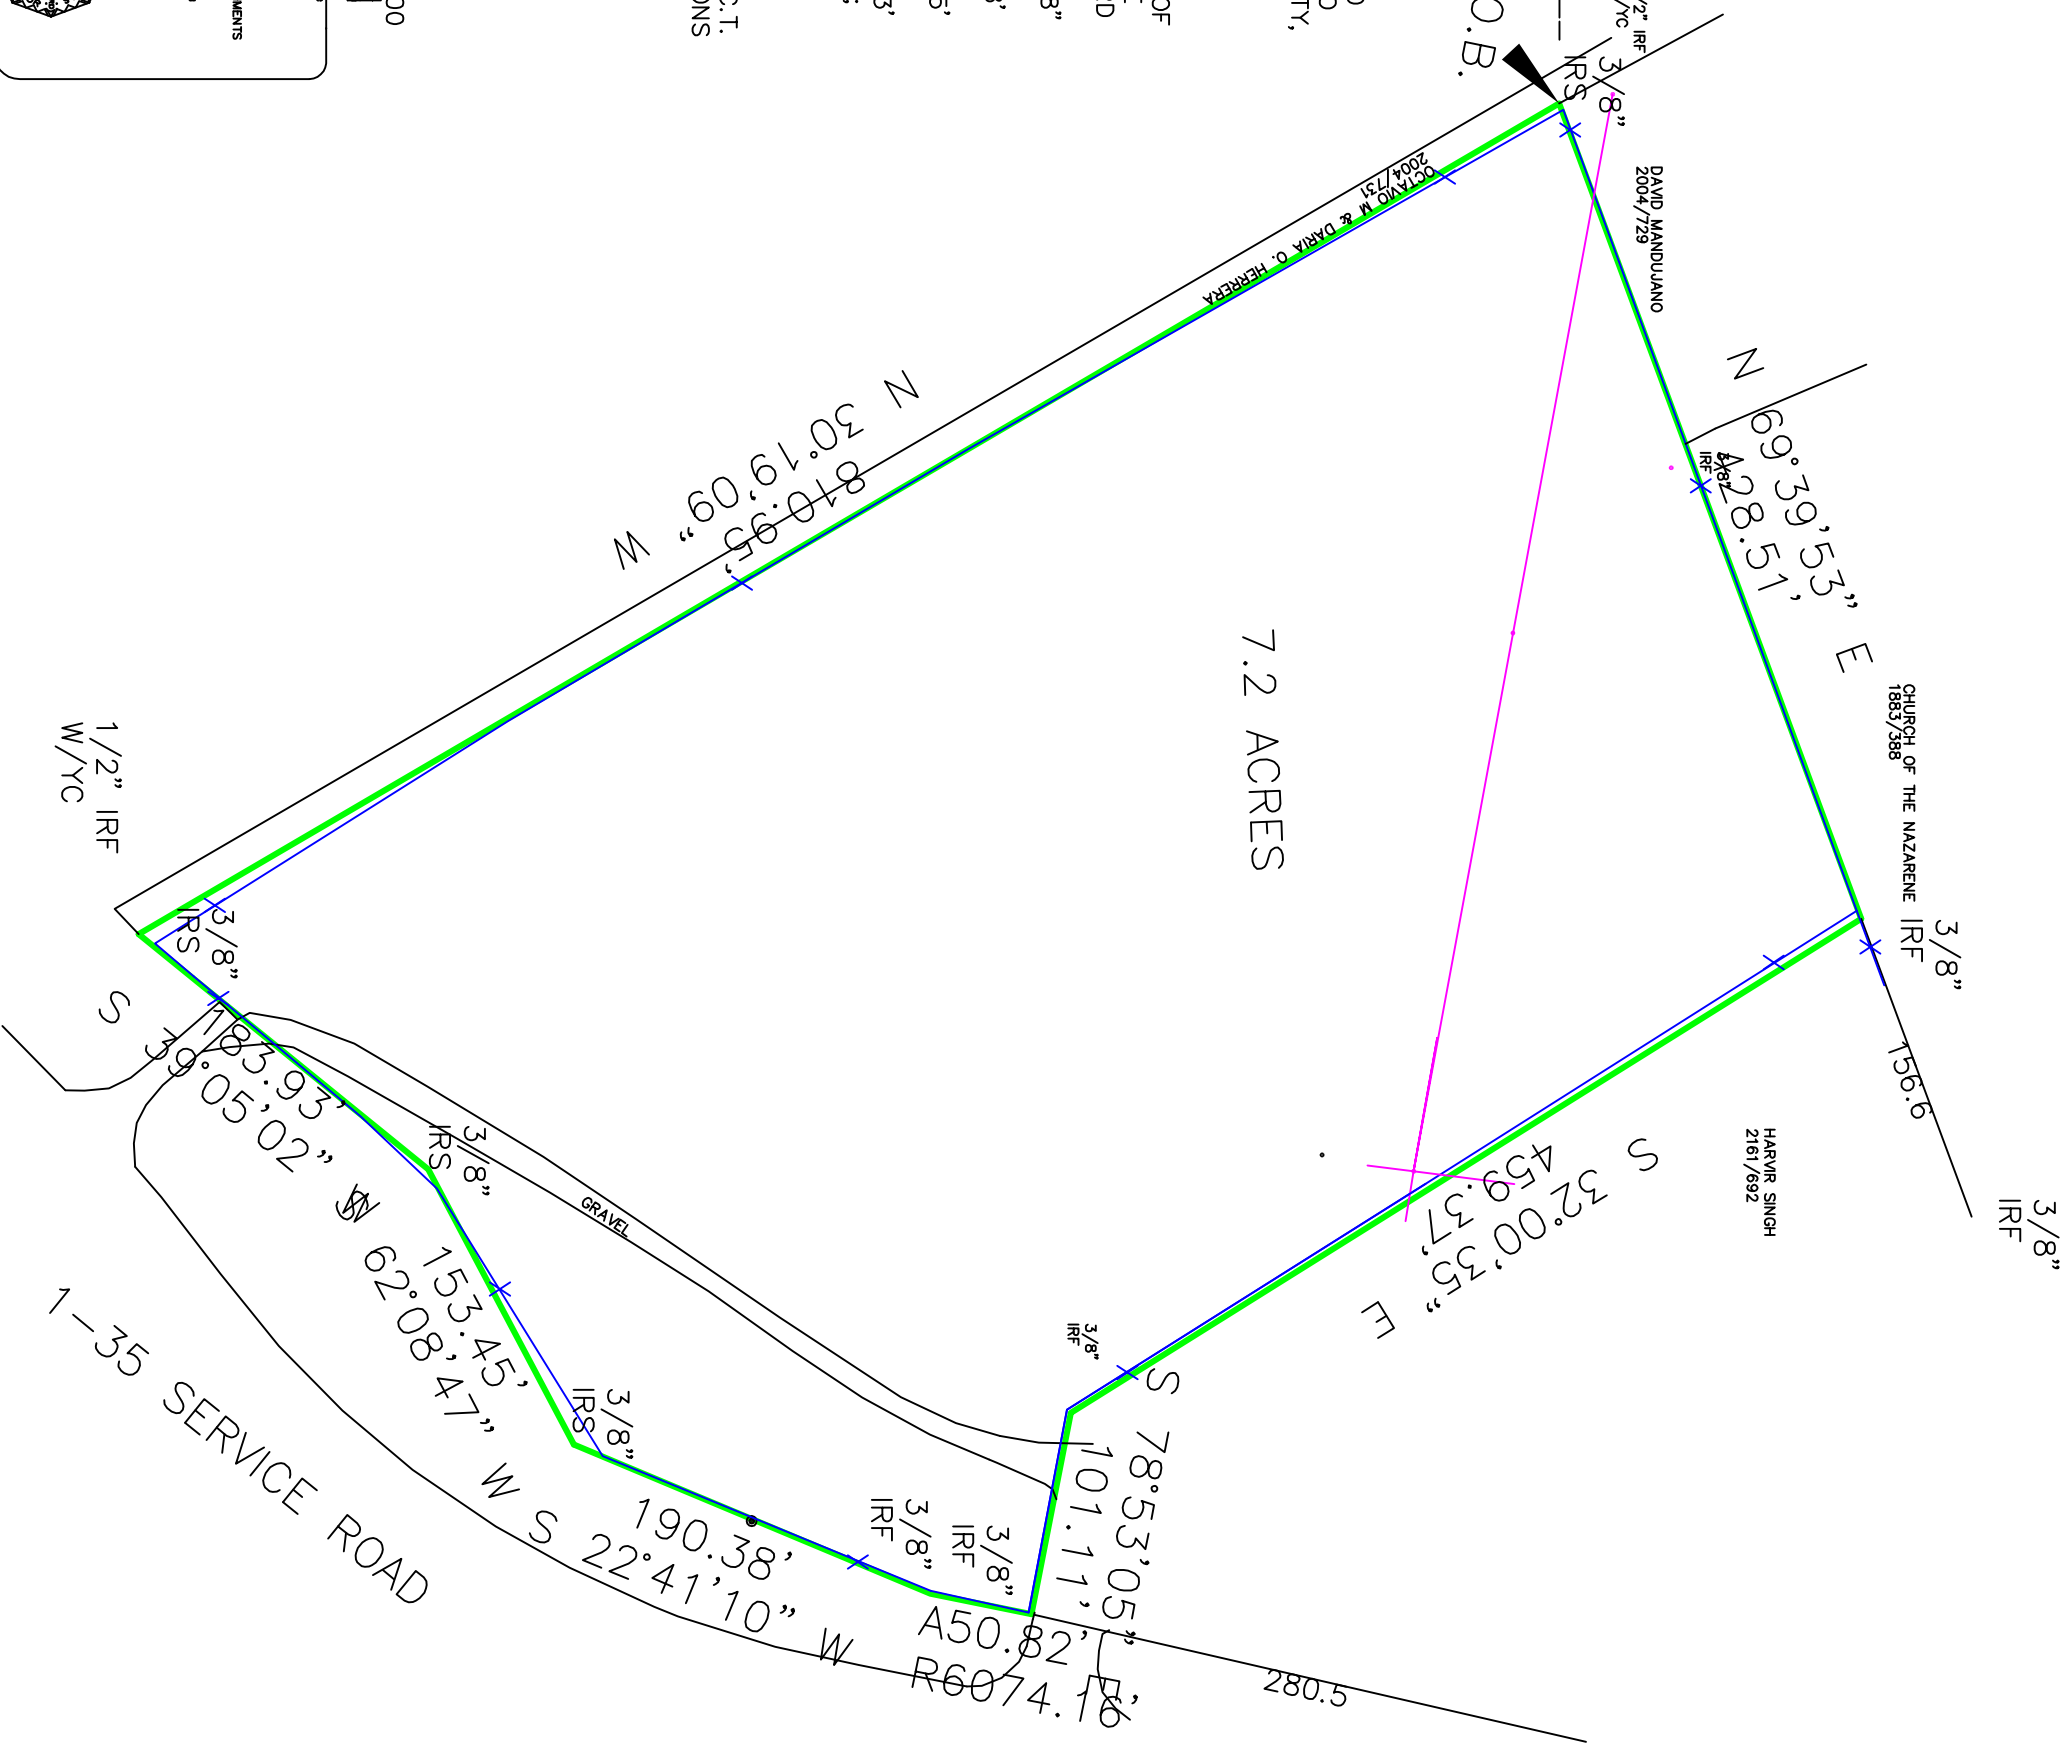 1/2" IRF
3/8"
IRS
DAVID MANDUJANO
2004/729
OCTAVIO M & DARIA O. HERRERA
2004/731
N 69°39'53" E
428.51'
3/8"
IRF
CHURCH OF THE NAZARENE
1883/388
3/8"
IRF
156.6
3/8"
IRF
HARVIR SINGH
2161/692
N 30°19'09" W
810.95'
7.2 ACRES
S 32°00'35" E
459.37'
3/8"
IRF
S 78°53'05" E
101.11'
1/2" IRF
W/YC
3/8"
IRS
183.93'
S 39°05'02" W
3/8"
IRS
153.45'
S 62°08'47" W
GRAVEL
3/8"
IRS
190.38'
S 22°41'10" W
3/8"
IRF
3/8"
IRF
A50.82'
R6074.16'
280.5
1-35 SERVICE ROAD